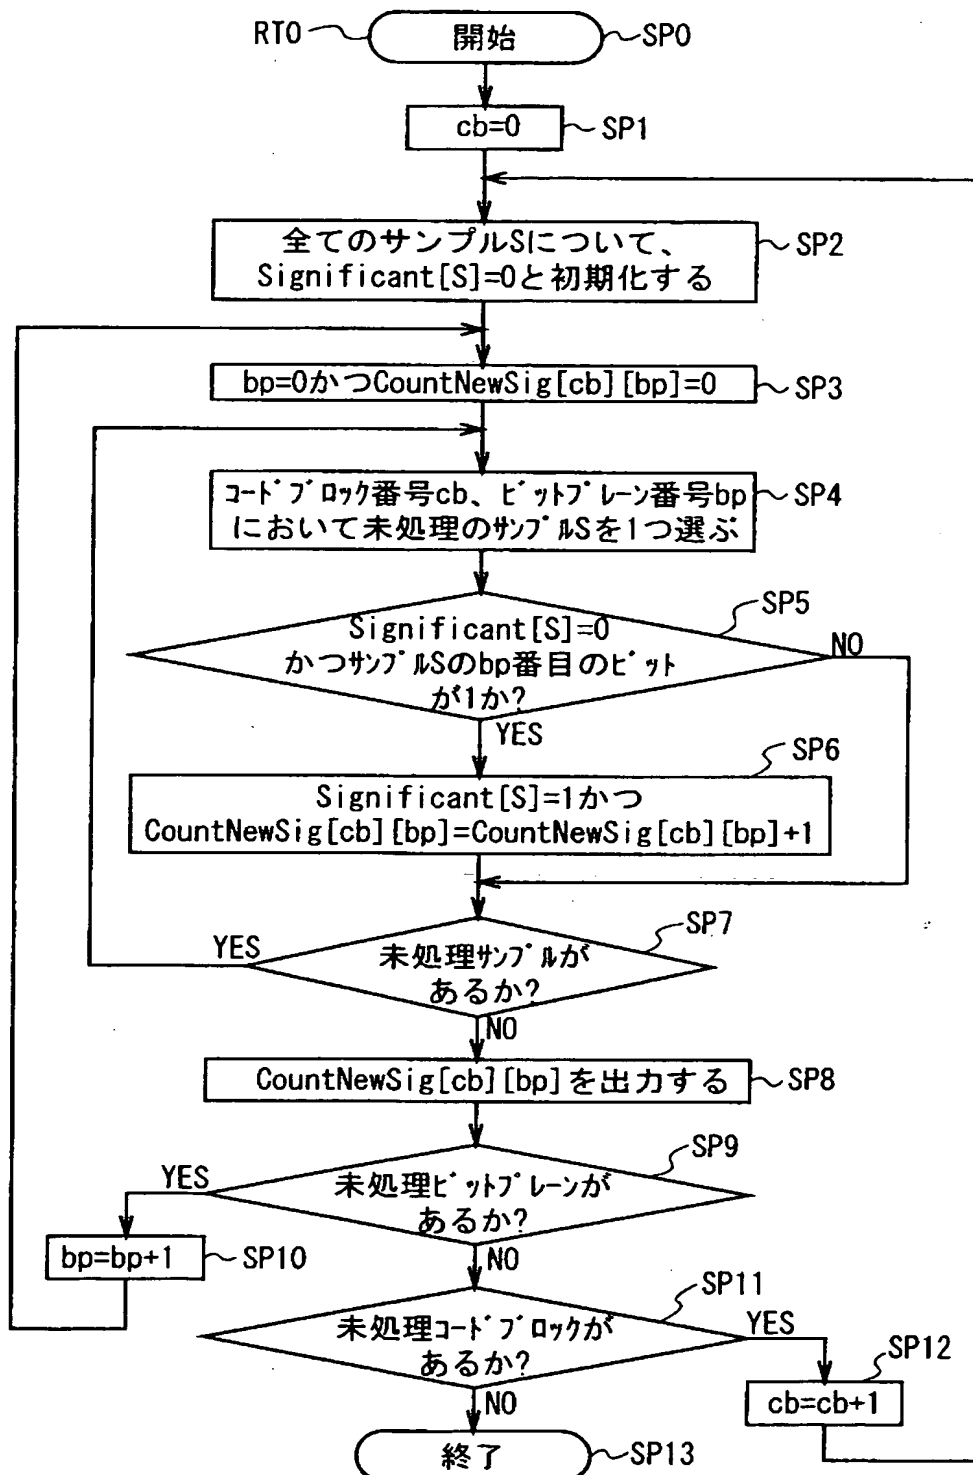 RT0
開始
SP0
cb=0
SP1
全てのサンプルSについて、
Significant[S]=0と初期化する
SP2
bp=0かつCountNewSig[cb][bp]=0
SP3
コードブロック番号cb、ビットプレーン番号bp
において未処理のサンプルSを1つ選ぶ
SP4
SP5
Significant[S]=0
かつサンプルSのbp番目のビット
が1か?
NO
YES
SP6
Significant[S]=1かつ
CountNewSig[cb][bp]=CountNewSig[cb][bp]+1
SP7
YES
未処理サンプルが
あるか?
NO
CountNewSig[cb][bp]を出力する
SP8
SP9
YES
未処理ビットプレーンが
あるか?
bp=bp+1
SP10
NO
SP11
未処理コードブロックが
あるか?
YES
SP12
cb=cb+1
NO
終了
SP13